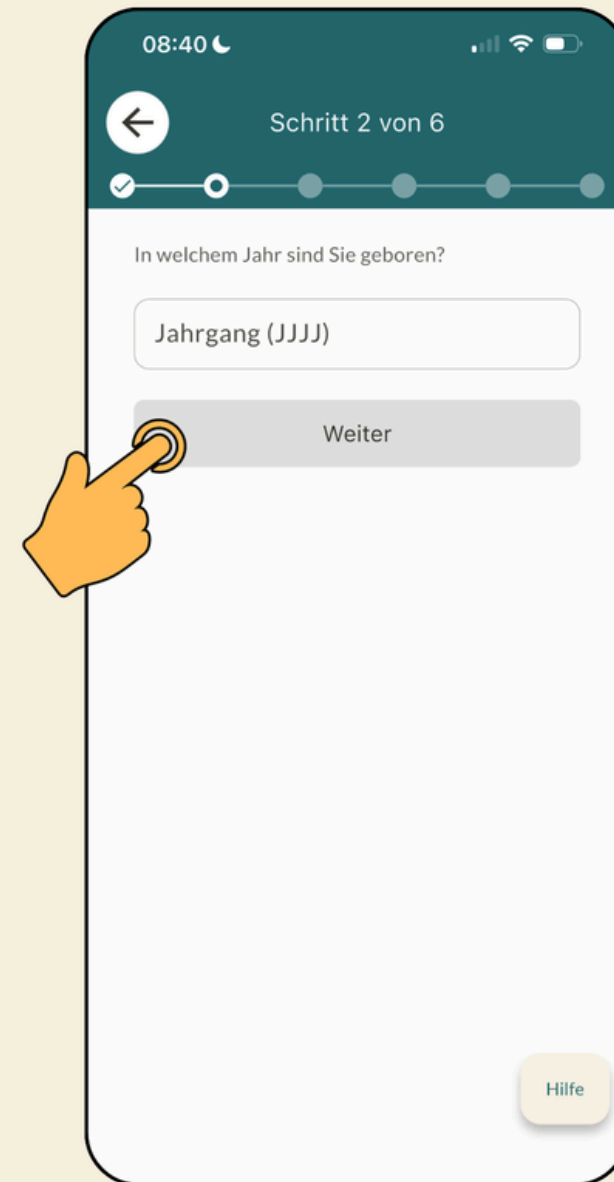 08:40
Schritt 2 von 6
In welchem Jahr sind Sie geboren?
Jahrgang (JJJJ)
Weiter
Hilfe